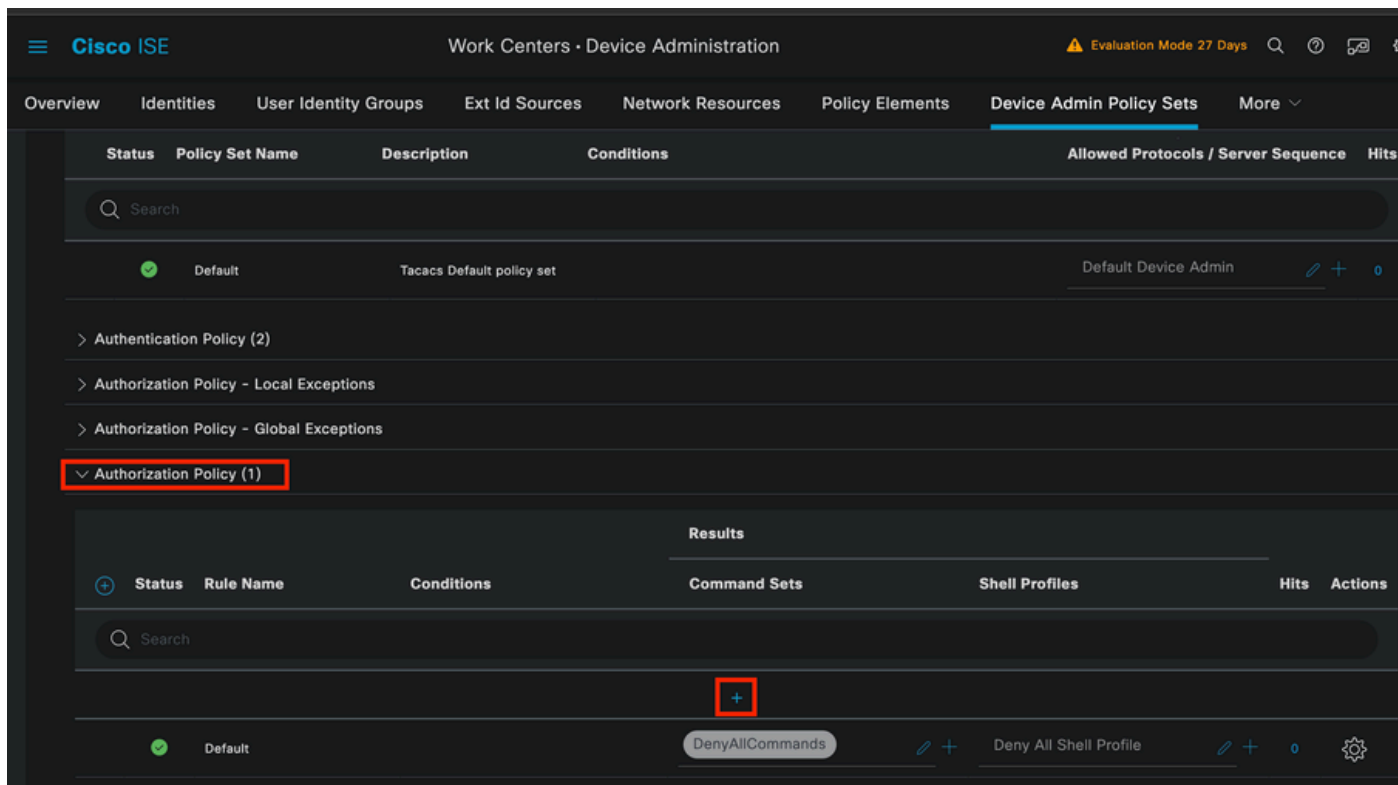 Cisco ISE Work Centers · Device Administration Evaluation Mode 27 Days
Overview Identities User Identity Groups Ext Id Sources Network Resources Policy Elements Device Admin Policy Sets More
Status Policy Set Name Description Conditions Allowed Protocols / Server Sequence Hits
Search
Default Tacacs Default policy set Default Device Admin 0
Authentication Policy (2)
Authorization Policy - Local Exceptions
Authorization Policy - Global Exceptions
Authorization Policy (1)
Results
Status Rule Name Conditions Command Sets Shell Profiles Hits Actions
Search
+
Default DenyAllCommands Deny All Shell Profile 0